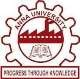 ANNA UNIVERSITY
PROGRESS THROUGH KNOWLEDGE